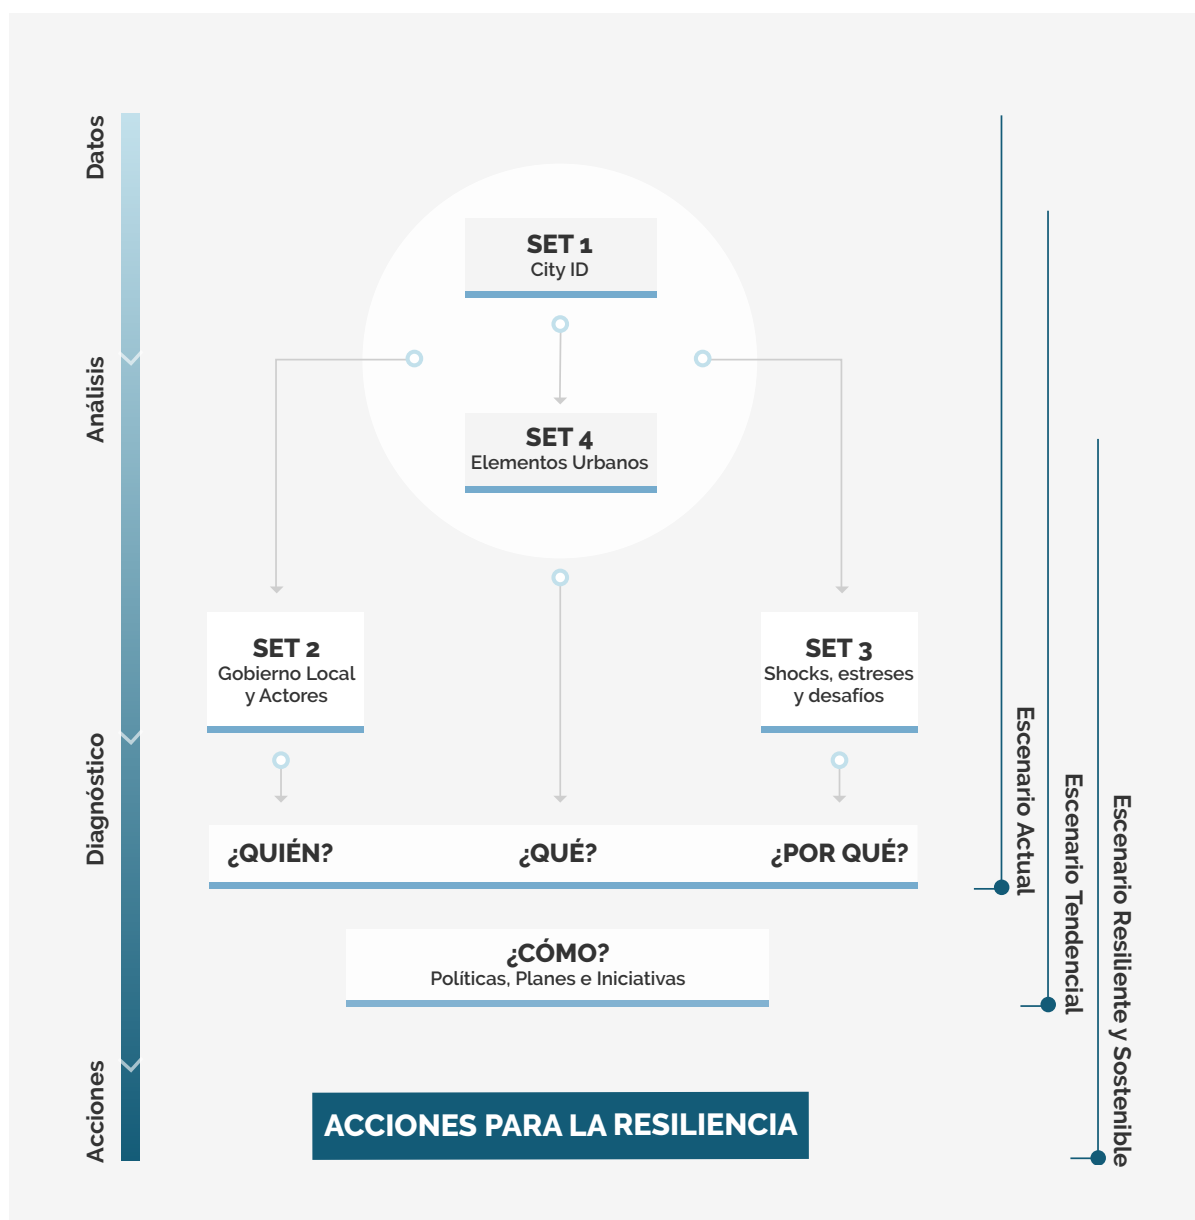 Datos
Análisis
Diagnóstico
Acciones
SET 1
City ID
SET 4
Elementos Urbanos
SET 2
Gobierno Local
y Actores
SET 3
Shocks, estreses
y desafíos
¿QUIÉN?
¿QUÉ?
¿POR QUÉ?
¿CÓMO?
Políticas, Planes e Iniciativas
ACCIONES PARA LA RESILIENCIA
Escenario Actual
Escenario Tendencial
Escenario Resiliente y Sostenible